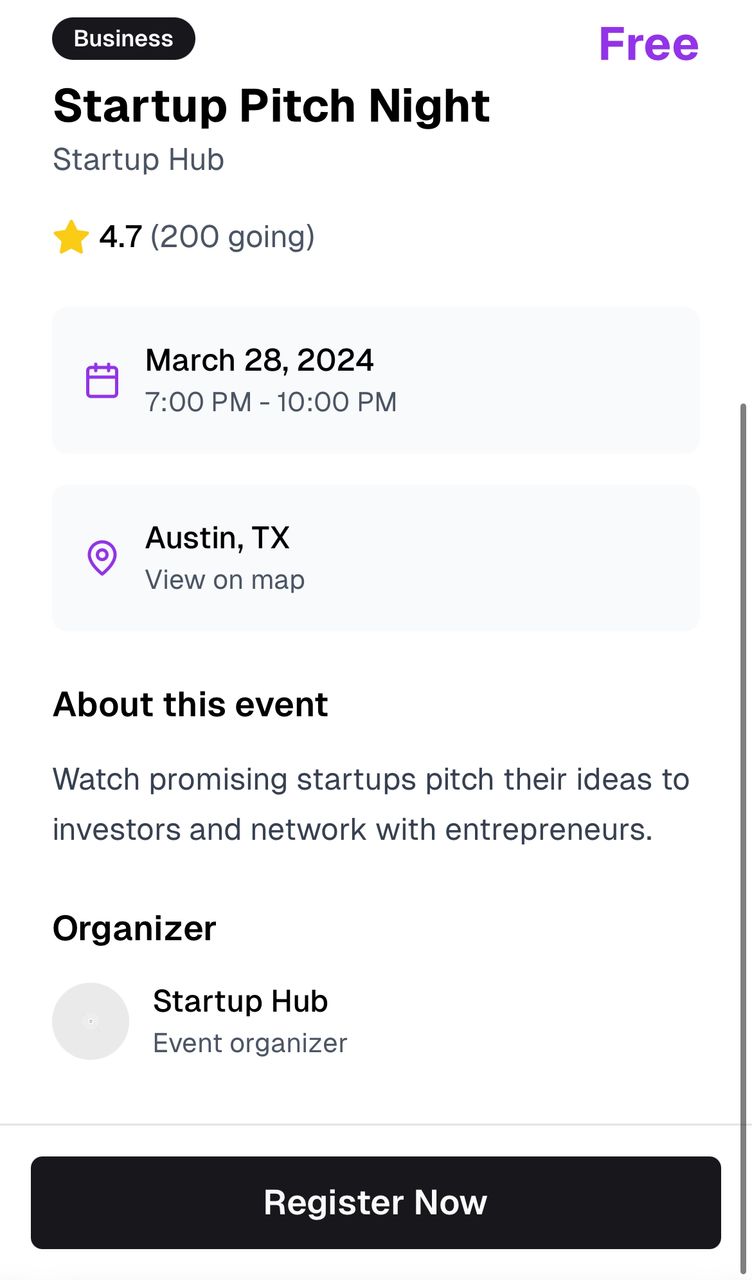 Business
Free
Startup Pitch Night
Startup Hub
4.7 (200 going)
March 28, 2024
7:00 PM - 10:00 PM
Austin, TX
View on map
About this event
Watch promising startups pitch their ideas to
investors and network with entrepreneurs.
Organizer
Startup Hub
Event organizer
Register Now